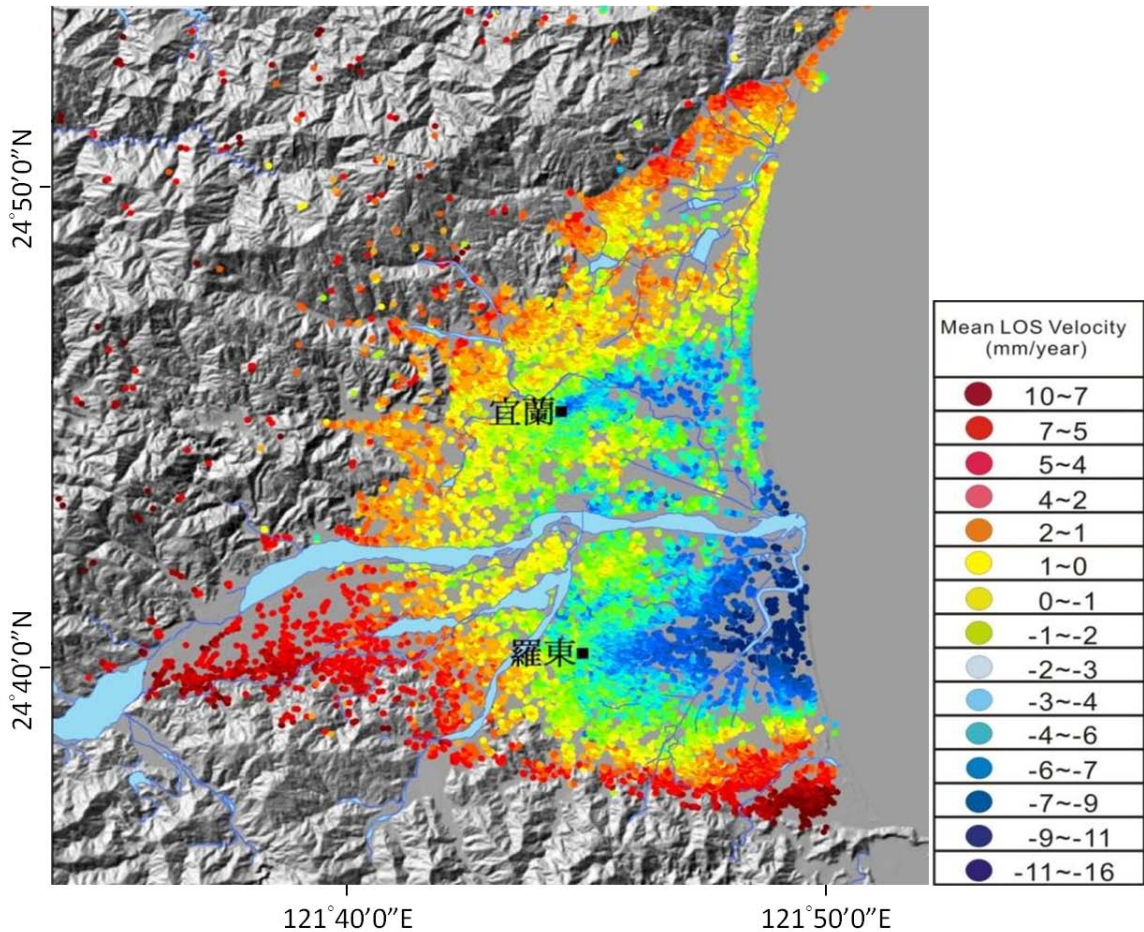 24°50'0"N
宜蘭
羅東
24°40'0"N
121°40'0"E
121°50'0"E
Mean LOS Velocity
(mm/year)
10~7
7~5
5~4
4~2
2~1
1~0
0~-1
-1~-2
-2~-3
-3~-4
-4~-6
-6~-7
-7~-9
-9~-11
-11~-16